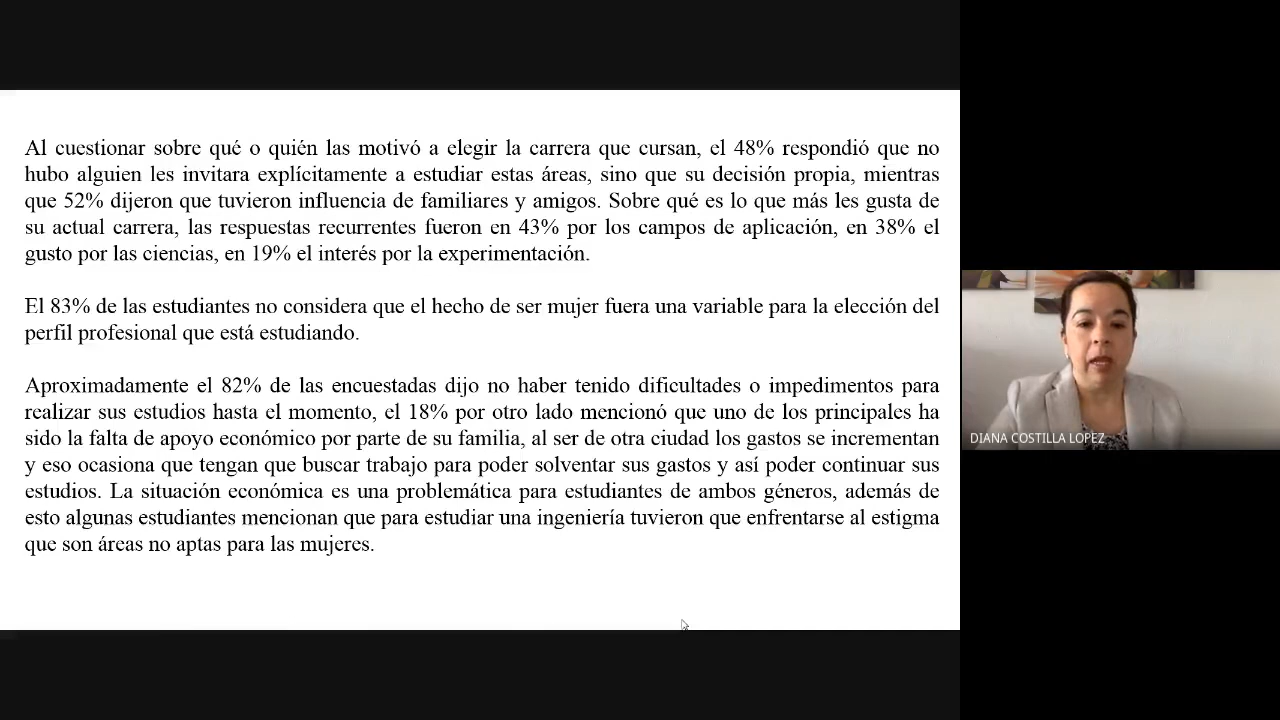 Al cuestionar sobre qué o quién las motivó a elegir la carrera que cursan, el 48% respondió que no
hubo alguien les invitara explícitamente a estudiar estas áreas, sino que su decisión propia, mientras
que 52% dijeron que tuvieron influencia de familiares y amigos. Sobre qué es lo que más les gusta de
su actual carrera, las respuestas recurrentes fueron en 43% por los campos de aplicación, en 38% el
gusto por las ciencias, en 19% el interés por la experimentación.
El 83% de las estudiantes no considera que el hecho de ser mujer fuera una variable para la elección del
perfil profesional que está estudiando.
Aproximadamente el 82% de las encuestadas dijo no haber tenido dificultades o impedimentos para
realizar sus estudios hasta el momento, el 18% por otro lado mencionó que uno de los principales ha
sido la falta de apoyo económico por parte de su familia, al ser de otra ciudad los gastos se incrementan
y eso ocasiona que tengan que buscar trabajo para poder solventar sus gastos y así poder continuar sus
estudios. La situación económica es una problemática para estudiantes de ambos géneros, además de
esto algunas estudiantes mencionan que para estudiar una ingeniería tuvieron que enfrentarse al estigma
que son áreas no aptas para las mujeres.
DIANA COSTILLA LOPEZ